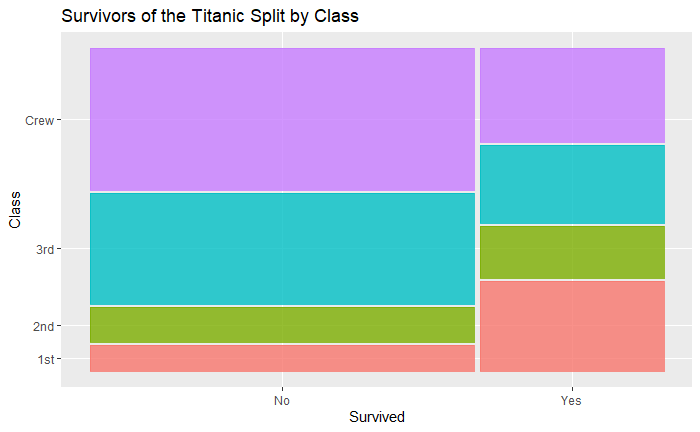 Survivors of the Titanic Split by Class
Class
Crew
3rd
2nd
1st
No Yes
Survived